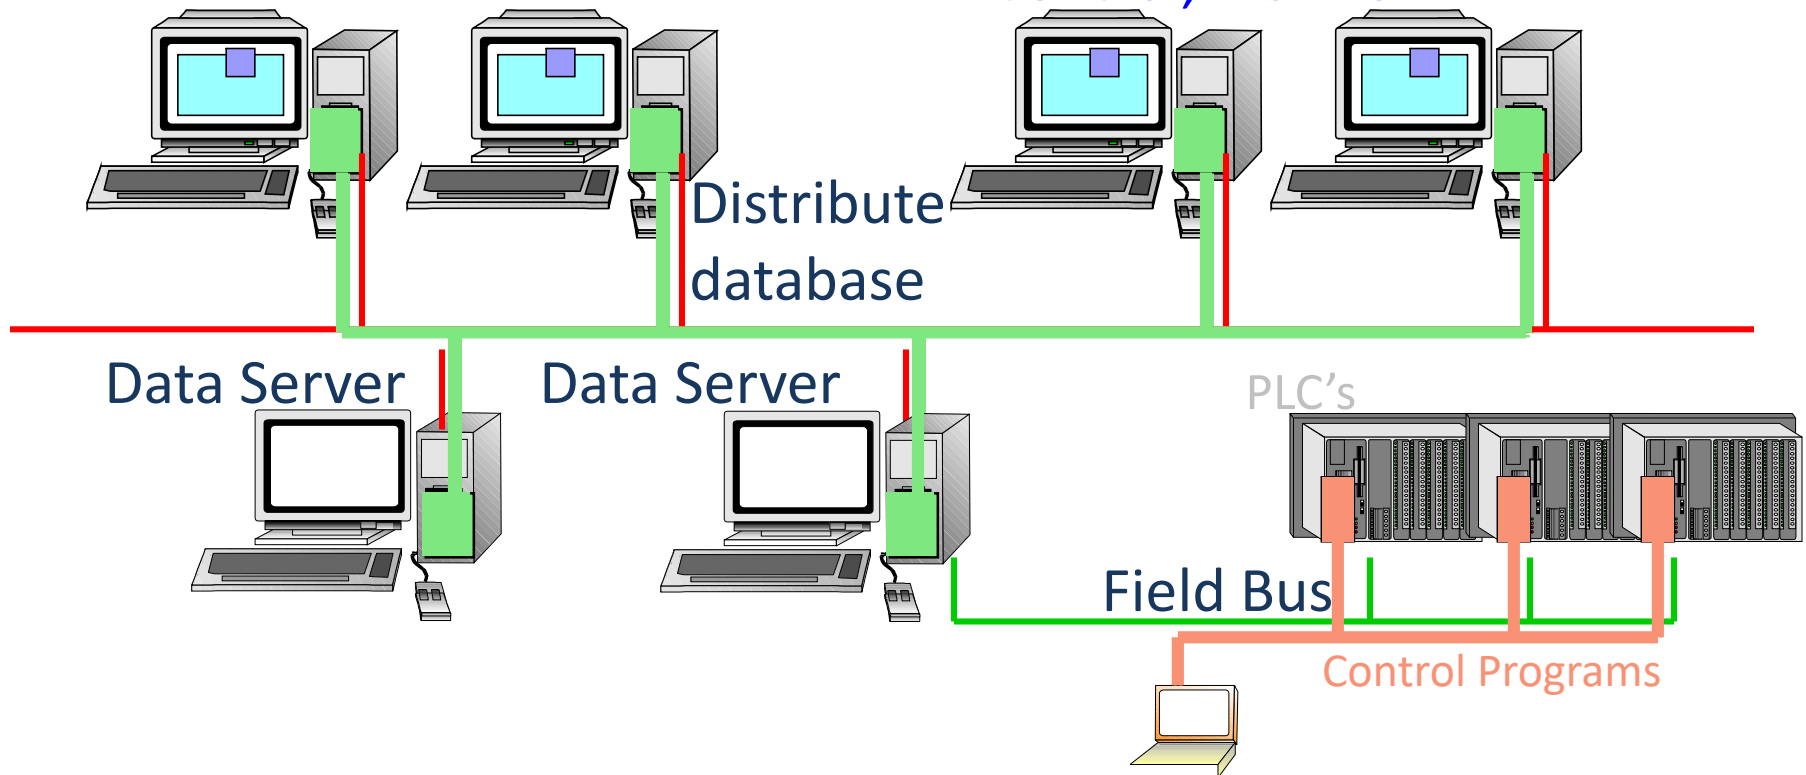 Distribute
database
Data Server
Data Server
PLC's
Field Bus
Control Programs